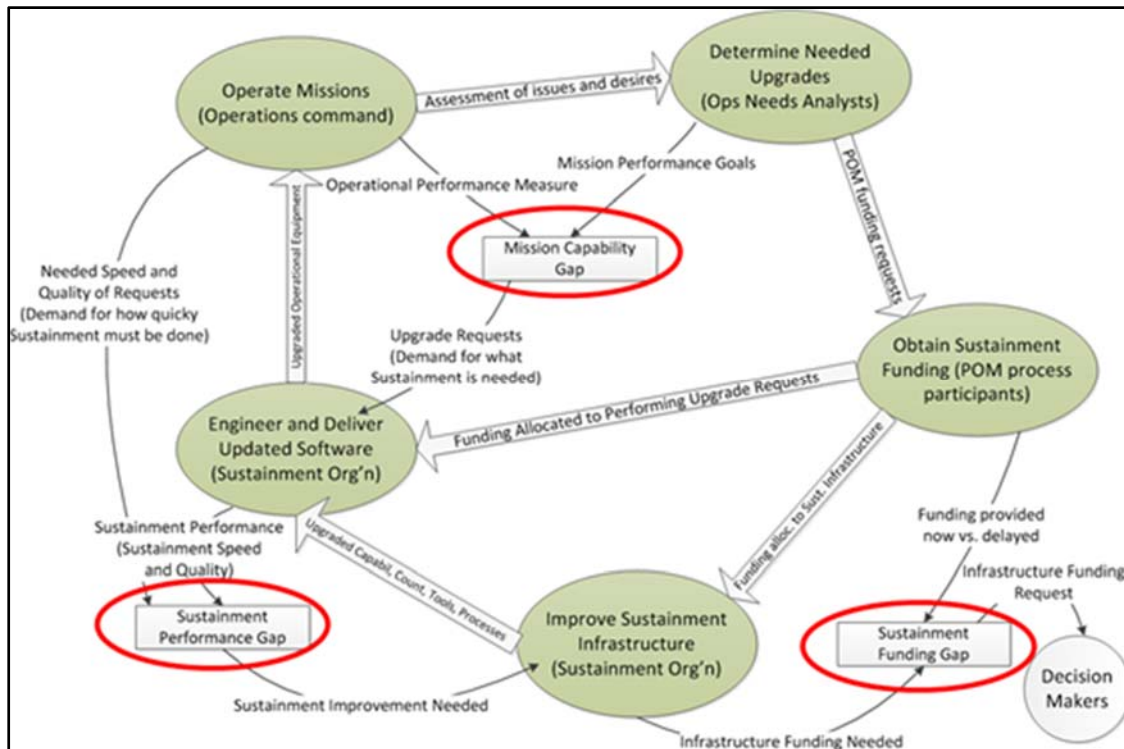 Operate Missions
(Operations command)
Assessment of issues and desires
Determine Needed
Upgrades
(Ops Needs Analysts)
Mission Performance Goals
Operational Performance Measure
POM funding requests
Mission Capability
Gap
Upgraded Operational Equipment
Needed Speed and
Quality of Requests
(Demand for how quicky
Sustainment must be done)
Upgrade Requests
(Demand for what
Sustainment is needed)
Obtain Sustainment
Funding (POM process
participants)
Funding Allocated to Performing Upgrade Requests
Engineer and Deliver
Updated Software
(Sustainment Org'n)
Funding alloc. to Sust. Infrastructure
Sustainment Performance
(Sustainment Speed
and Quality)
Upgraded Capabil, Count, Tools, Processes
Funding provided
now vs. delayed
Infrastructure Funding
Request
Sustainment
Performance Gap
Improve Sustainment
Infrastructure
(Sustainment Org'n)
Sustainment
Funding Gap
Decision
Makers
Sustainment Improvement Needed
Infrastructure Funding Needed